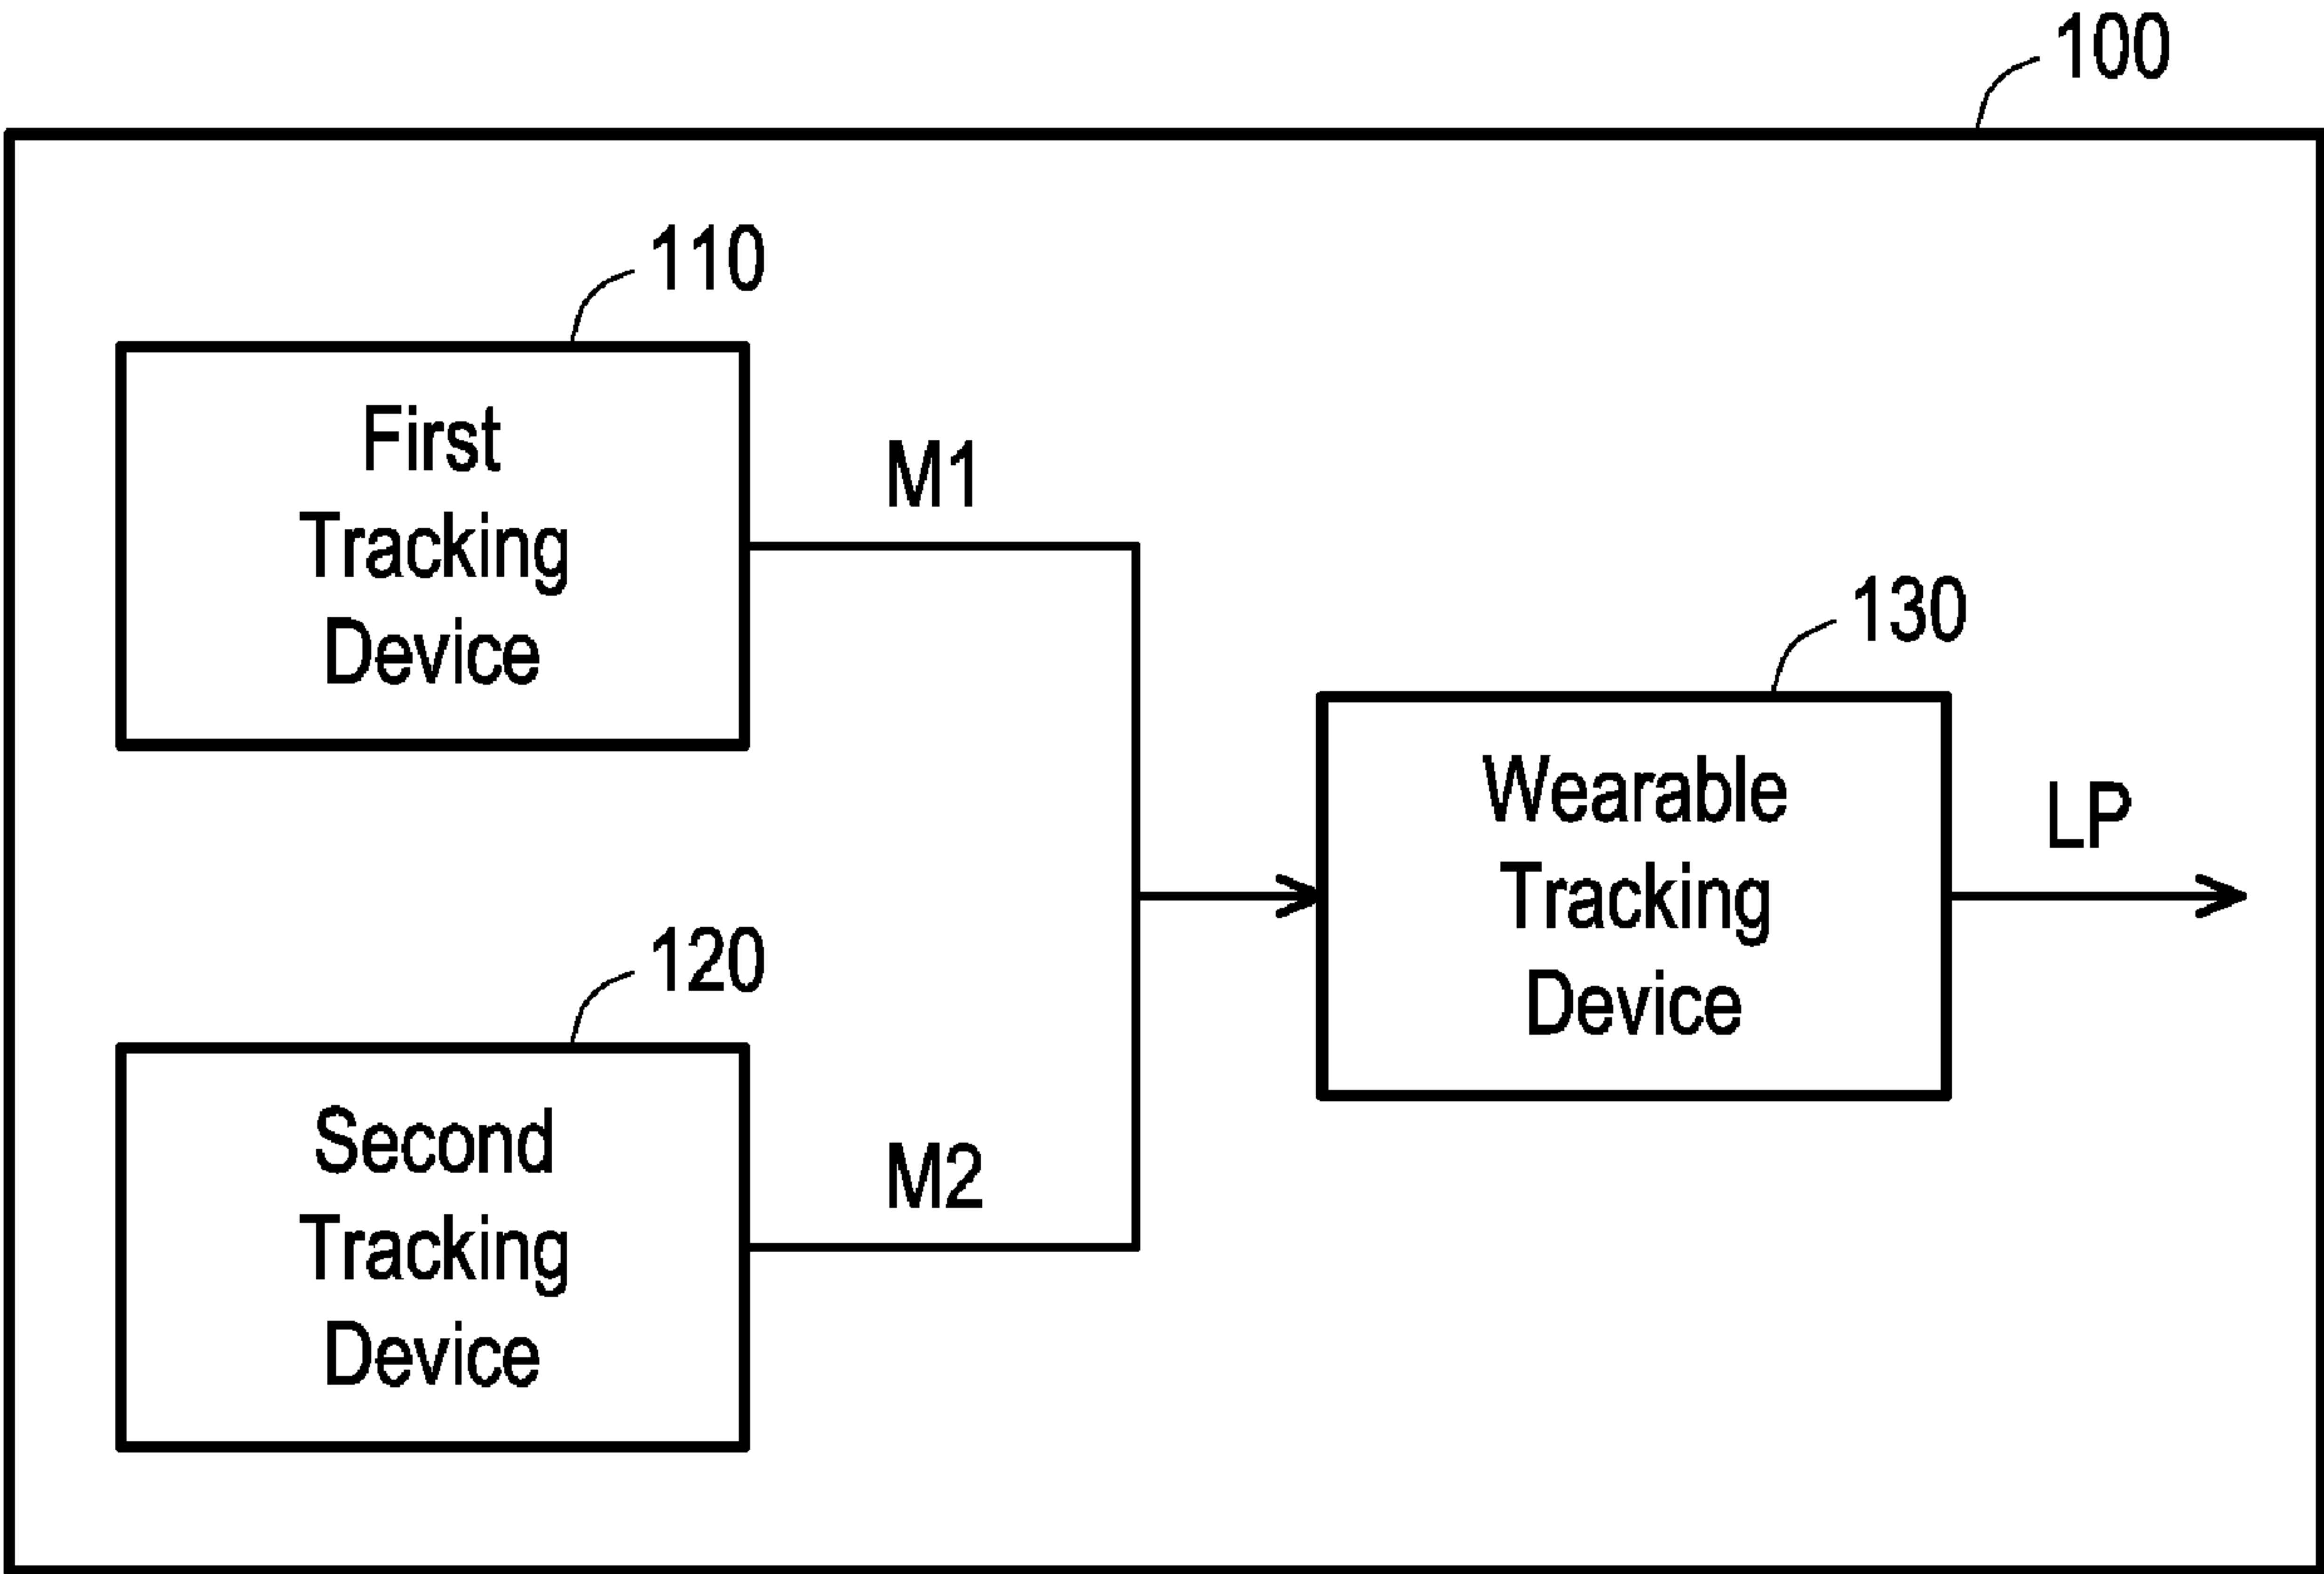 100
110
First
Tracking
Device
M1
130
Wearable
Tracking
Device
LP
120
Second
Tracking
Device
M2